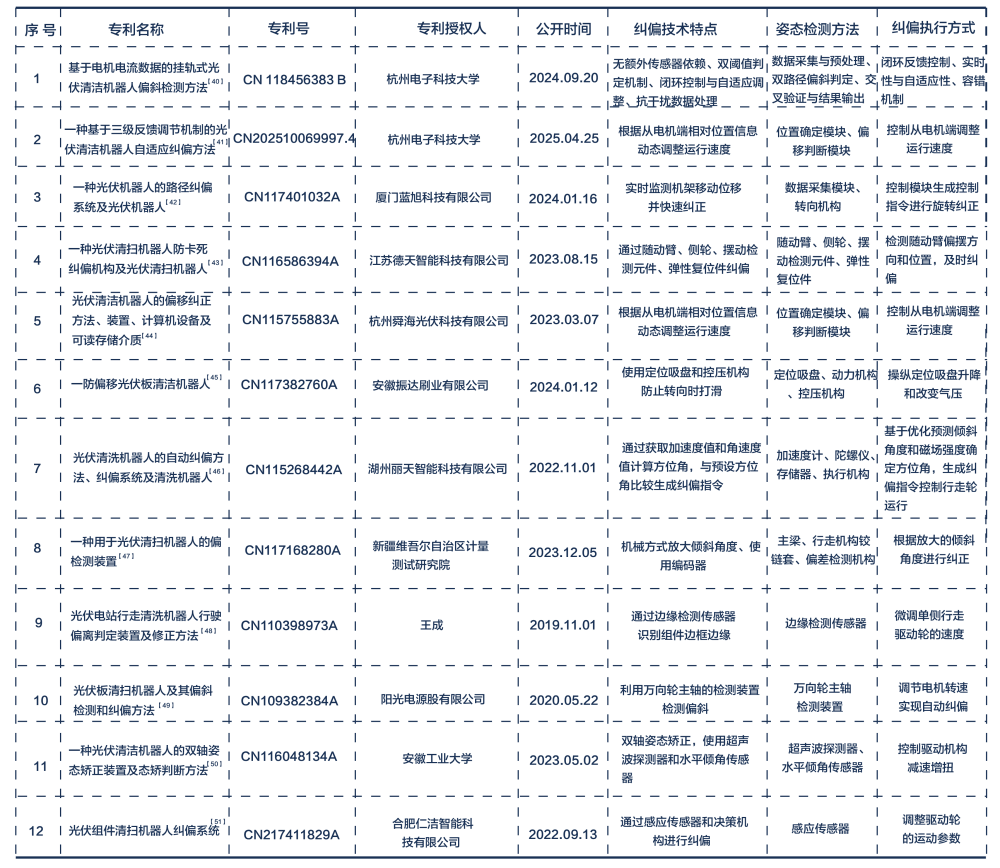 序 号 专利名称 专利号 专利授权人 公开时间 纠偏技术特点 姿态检测方法 纠偏执行方式
1 基于电机电流数据的挂轨式光 CN 118456383 B 杭州电子科技大学 2024.09.20 无额外传感器依赖、双阈值判 数据采集与预处理、 闭环反馈控制、实时
伏清洁机器人偏斜检测方法[40] 定机制、闭环控制与自适应调 双路径偏斜判定、交 性与自适应性、容错
整、抗干扰数据处理 叉验证与结果输出 机制
2 一种基于三级反馈调节机制的光 CN202510069997.4 杭州电子科技大学 2025.04.25 根据从电机端相对位置信息 位置确定模块、偏 控制从电机端调整
伏清洁机器人自适应纠偏方法[41] 动态调整运行速度 移判断模块 运行速度
3 一种光伏机器人的路径纠偏 CN117401032A 厦门蓝旭科技有限公司 2024.01.16 实时监测机架移动位移 数据采集模块、 控制模块生成控制
系统及光伏机器人[42] 并快速纠正 转向机构 指令进行旋转纠正
4 一种光伏清扫机器人防卡死 CN116586394A 江苏德天智能科技有限公司 2023.08.15 通过随动臂、侧轮、摆动检 随动臂、侧轮、摆 检测随动臂偏摆方
纠偏机构及光伏清扫机器人[43] 测元件、弹性复位件纠偏 动检测元件、弹性 向和位置，及时纠
复位件 偏
5 光伏清洁机器人的偏移纠正 CN115755883A 杭州舜海光伏科技有限公司 2023.03.07 根据从电机端相对位置信息 位置确定模块、偏 控制从电机端调整
方法、装置、计算机设备及 动态调整运行速度 移判断模块 运行速度
可读存储介质[44]
6 一防偏移光伏板清洁机器人[45] CN117382760A 安徽振达刷业有限公司 2024.01.12 使用定位吸盘和控压机构 定位吸盘、动力机构 操纵定位吸盘升降
防止转向时打滑 、控压机构 和改变气压
7 光伏清洗机器人的自动纠偏方 CN115268442A 湖州丽天智能科技有限公司 2022.11.01 通过获取加速度值和角速度 加速度计、陀螺仪、 基于优化预测倾斜
法、纠偏系统及清洗机器人[46] 值计算方位角，与预设方位 存储器、执行机构 角度和磁场强度确
角比较生成纠偏指令 定方位角，生成纠
偏指令控制行走轮
运行
8 一种用于光伏清扫机器人的偏 CN117168280A 新疆维吾尔自治区计量 2023.12.05 机械方式放大倾斜角度、使 主梁、行走机构铰 根据放大的倾斜
检测装置[47] 测试研究院 用编码器 链套、偏差检测机构 角度进行纠正
9 光伏电站行走清洗机器人行驶 CN110398973A 王成 2019.11.01 通过边缘检测传感器 边缘检测传感器 微调单侧行走
偏离判定装置及修正方法[48] 识别组件边框边缘 驱动轮的速度
10 光伏板清扫机器人及其偏斜 CN109382384A 阳光电源股有限公司 2020.05.22 利用万向轮主轴的检测装置 万向轮主轴 调节电机转速
检测和纠偏方法 [49] 检测偏斜 检测装置 实现自动纠偏
11 一种光伏清洁机器人的双轴姿 CN116048134A 安徽工业大学 2023.05.02 双轴姿态矫正，使用超声 超声波探测器、 控制驱动机构
态矫正装置及态矫判断方法[50] 波探测器和水平倾角传感 水平倾角传感器 减速增扭
器
12 光伏组件清扫机器人纠偏系统[51] CN217411829A 合肥仁洁智能科 2022.09.13 通过感应传感器和决策机 感应传感器 调整驱动轮
技有限公司 构进行纠偏 的运动参数